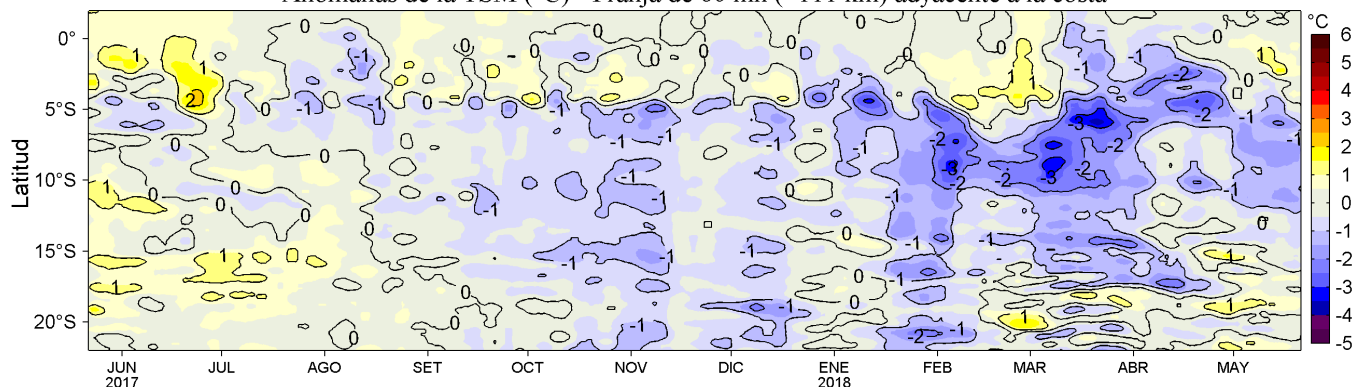 Anomalías de la TSM (°C) - Franja de 60 mn (~111 km) adyacente a la costa
°C
6
5
4
3
2
1
0
-1
-2
-3
-4
-5
Latitud
0°
5°S
10°S
15°S
20°S
JUN JUL AGO SET OCT NOV DIC ENE FEB MAR ABR MAY
2017 2018